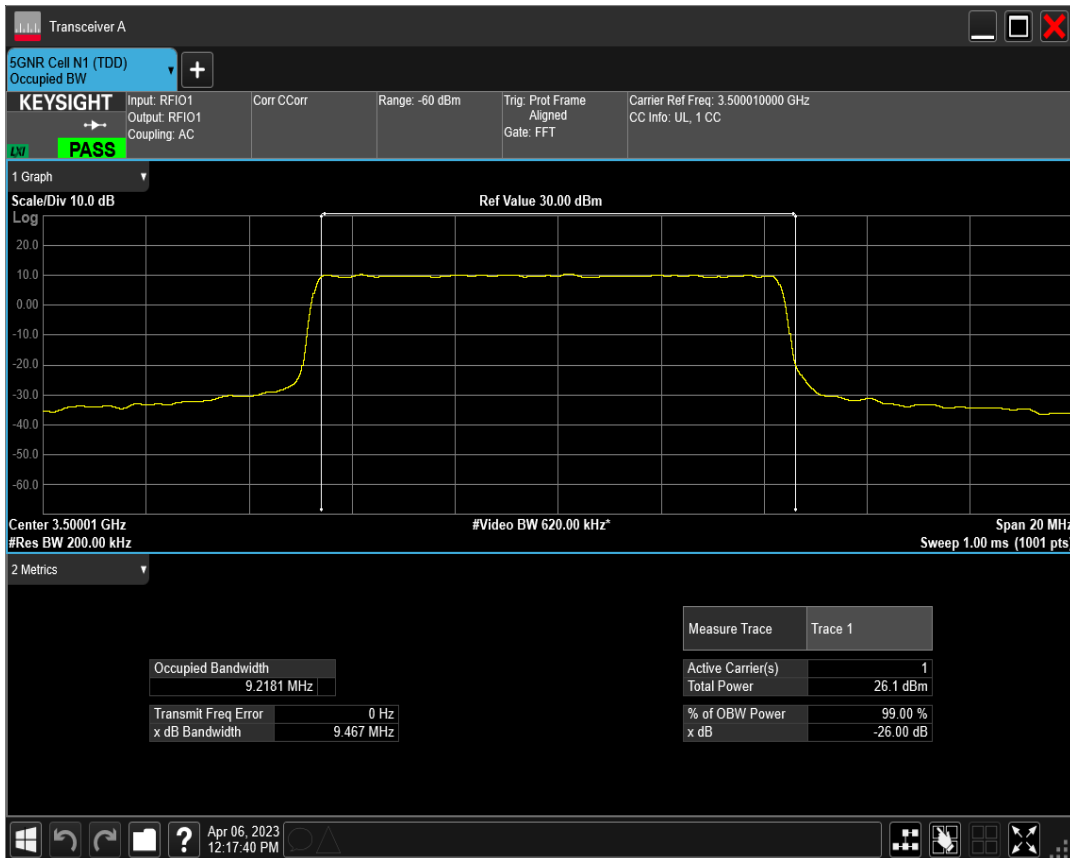 Transceiver A
5GNR Cell N1 (TDD)
Occupied BW
+
KEYSIGHT
LXI
PASS
Input: RFIO1
Output: RFIO1
Coupling: AC
Corr CCorr
Range: -60 dBm
Trig: Prot Frame
Aligned
Gate: FFT
Carrier Ref Freq: 3.500010000 GHz
CC Info: UL, 1 CC
1 Graph
Scale/Div 10.0 dB
Ref Value 30.00 dBm
Log
20.0
10.0
0.00
-10.0
-20.0
-30.0
-40.0
-50.0
-60.0
Center 3.50001 GHz
#Video BW 620.00 kHz*
Span 20 MHz
#Res BW 200.00 kHz
Sweep 1.00 ms (1001 pts)
2 Metrics
Measure Trace Trace 1
Occupied Bandwidth
9.2181 MHz
Active Carrier(s) 1
Total Power 26.1 dBm
Transmit Freq Error 0 Hz
x dB Bandwidth 9.467 MHz
% of OBW Power 99.00 %
x dB -26.00 dB
?
Apr 06, 2023
12:17:40 PM